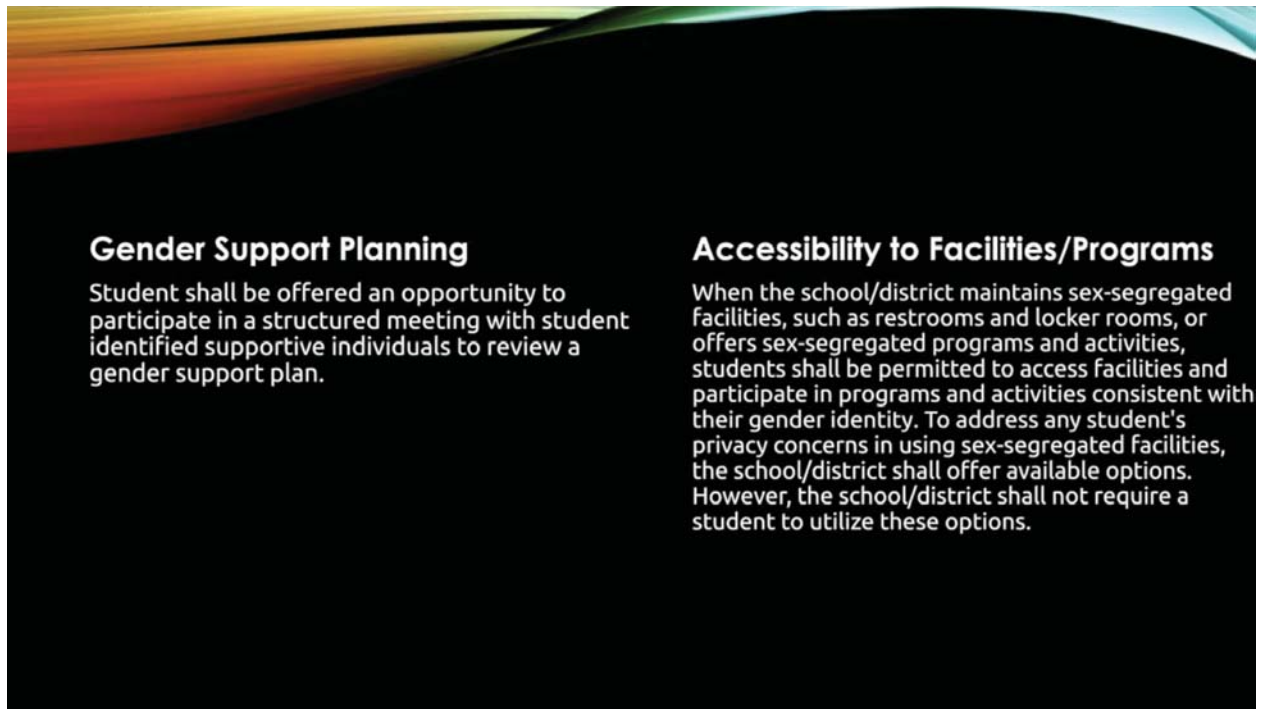 Gender Support Planning
Student shall be offered an opportunity to
participate in a structured meeting with student
identified supportive individuals to review a
gender support plan.
Accessibility to Facilities/Programs
When the school/district maintains sex-segregated
facilities, such as restrooms and locker rooms, or
offers sex-segregated programs and activities,
students shall be permitted to access facilities and
participate in programs and activities consistent with
their gender identity. To address any student's
privacy concerns in using sex-segregated facilities,
the school/district shall offer available options.
However, the school/district shall not require a
student to utilize these options.